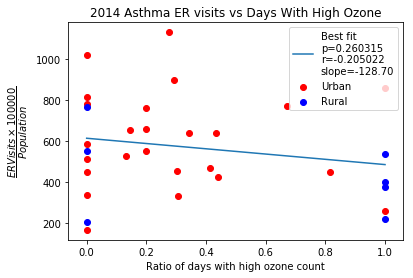 2014 Asthma ER visits vs Days With High Ozone
Best fit
p=0.260315
r=-0.205022
slope=-128.70
Urban
Rural
ERVisits × 100000
Population
1000
800
600
400
200
0.0 0.2 0.4 0.6 0.8 1.0
Ratio of days with high ozone count